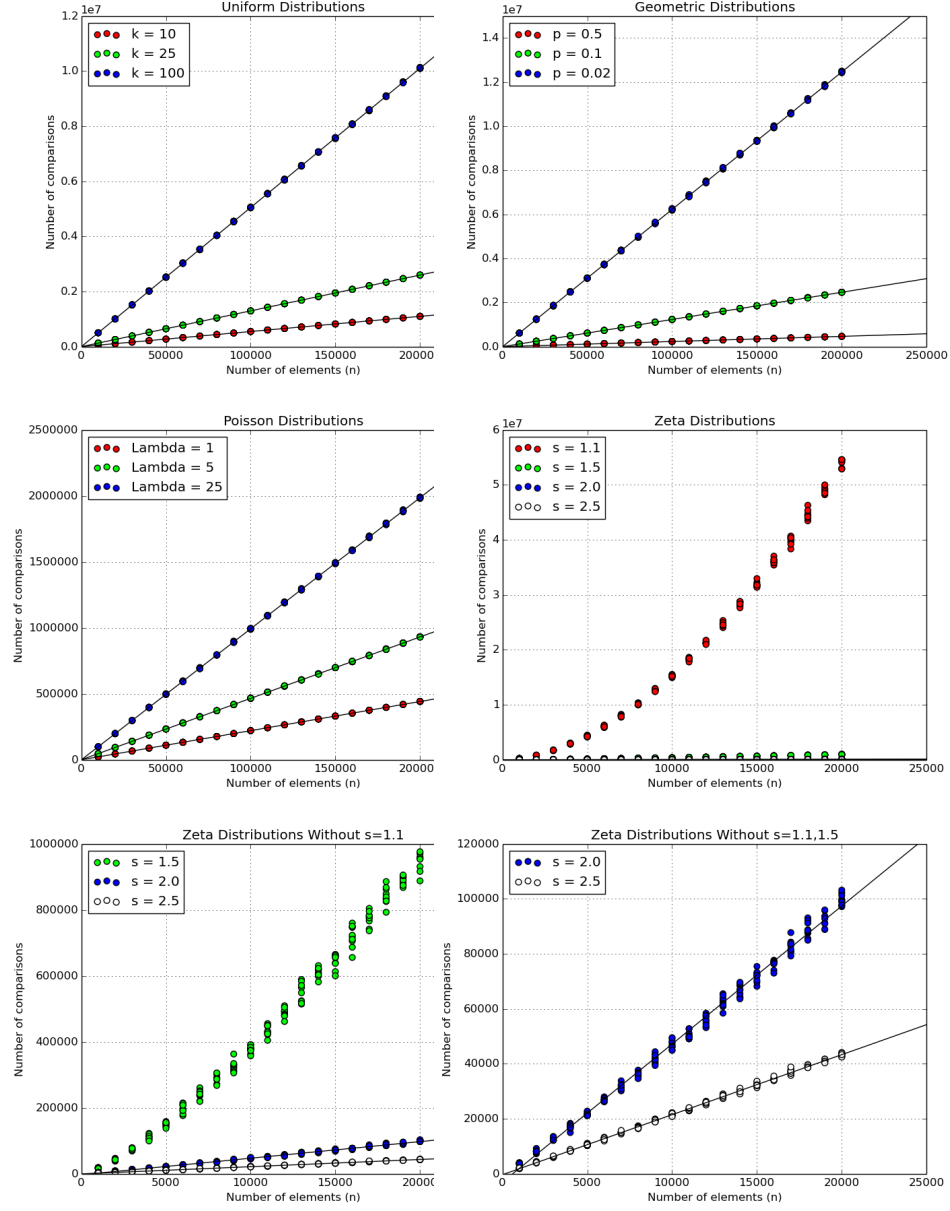 Uniform Distributions
1e7
k = 10
k = 25
k = 100
Number of comparisons
1.2
1.0
0.8
0.6
0.4
0.2
0.0
0
50000
100000
150000
20000
Number of elements (n)
Geometric Distributions
1e7
p = 0.5
p = 0.1
p = 0.02
Number of comparisons
1.4
1.2
1.0
0.8
0.6
0.4
0.2
0.0
0
50000
100000
150000
200000
250000
Number of elements (n)
Poisson Distributions
Lambda = 1
Lambda = 5
Lambda = 25
Number of comparisons
2500000
2000000
1500000
1000000
500000
0
0
50000
100000
150000
20000
Number of elements (n)
Zeta Distributions
1e7
s = 1.1
s = 1.5
s = 2.0
s = 2.5
Number of comparisons
6
5
4
3
2
1
0
0
5000
10000
15000
20000
25000
Number of elements (n)
Zeta Distributions Without s=1.1
s = 1.5
s = 2.0
s = 2.5
Number of comparisons
1000000
800000
600000
400000
200000
0
0
5000
10000
15000
20000
Number of elements (n)
Zeta Distributions Without s=1.1,1.5
s = 2.0
s = 2.5
Number of comparisons
120000
100000
80000
60000
40000
20000
0
0
5000
10000
15000
20000
25000
Number of elements (n)